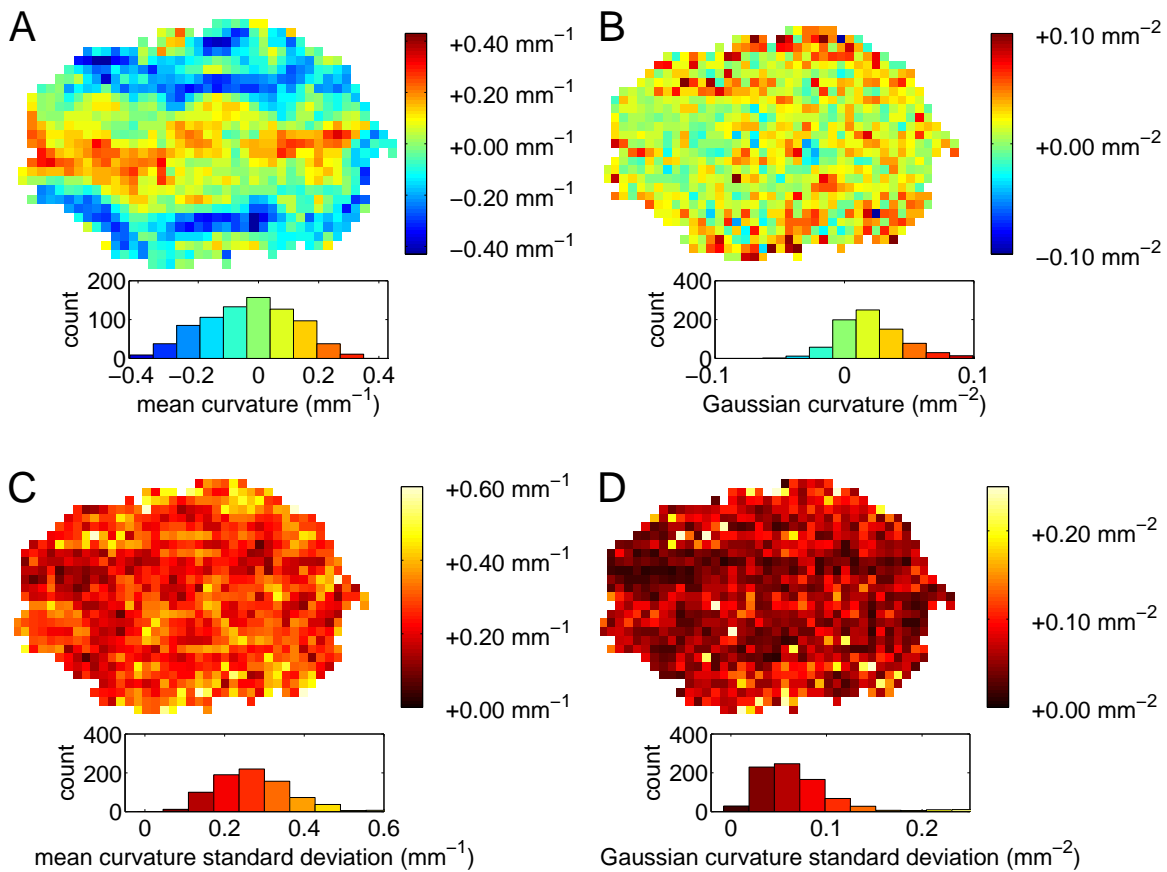 A
+0.40 mm⁻¹
+0.20 mm⁻¹
+0.00 mm⁻¹
−0.20 mm⁻¹
−0.40 mm⁻¹
200
100
0
count
−0.4 −0.2 0 0.2 0.4
mean curvature (mm⁻¹)
B
+0.10 mm⁻²
+0.00 mm⁻²
−0.10 mm⁻²
400
200
0
count
−0.1 0 0.1
Gaussian curvature (mm⁻²)
C
+0.60 mm⁻¹
+0.40 mm⁻¹
+0.20 mm⁻¹
+0.00 mm⁻¹
400
200
0
count
0 0.2 0.4 0.6
mean curvature standard deviation (mm⁻¹)
D
+0.20 mm⁻²
+0.10 mm⁻²
+0.00 mm⁻²
400
200
0
count
0 0.1 0.2
Gaussian curvature standard deviation (mm⁻²)